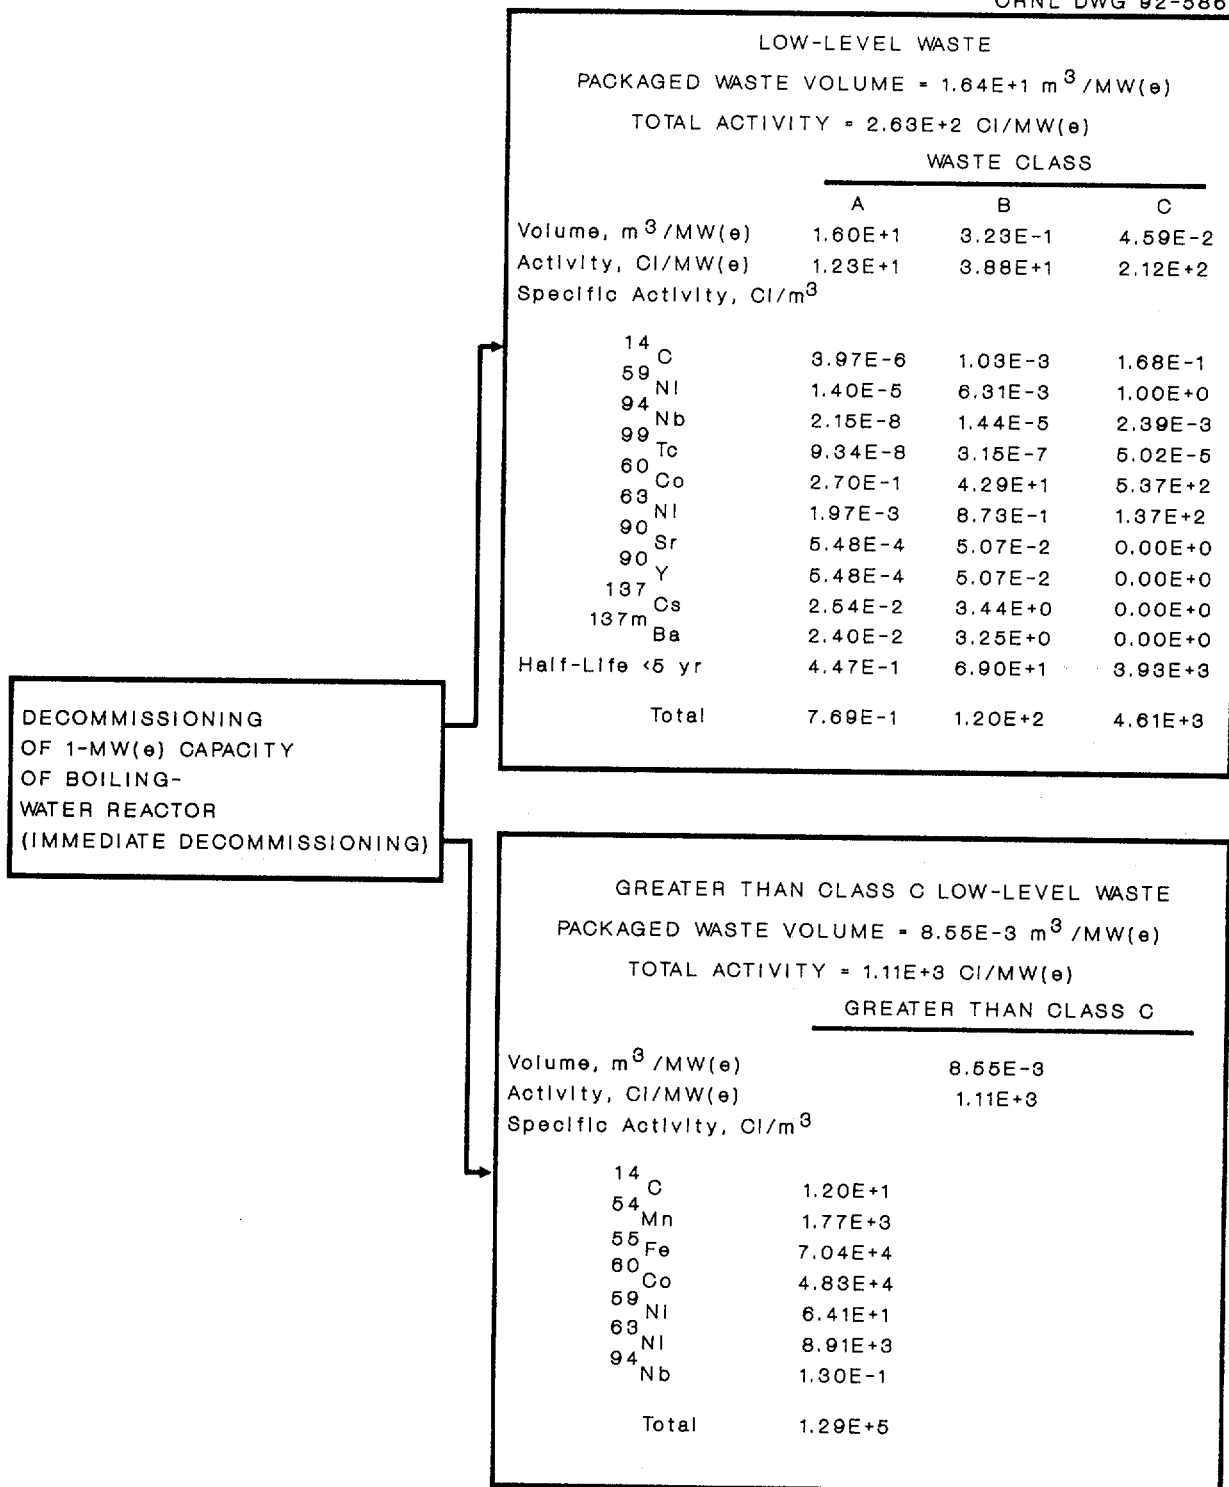 ORNL DWG 92-586
LOW-LEVEL WASTE
PACKAGED WASTE VOLUME = 1.64E+1 m³/MW(e)
TOTAL ACTIVITY = 2.63E+2 Ci/MW(e)
WASTE CLASS
A B C
Volume, m³/MW(e) 1.60E+1 3.23E-1 4.59E-2
Activity, Ci/MW(e) 1.23E+1 3.88E+1 2.12E+2
Specific Activity, Ci/m³
14C 3.97E-6 1.03E-3 1.68E-1
59Ni 1.40E-5 6.31E-3 1.00E+0
94Nb 2.15E-8 1.44E-5 2.39E-3
99Tc 9.34E-8 3.15E-7 5.02E-5
60Co 2.70E-1 4.29E+1 5.37E+2
63Ni 1.97E-3 8.73E-1 1.37E+2
90Sr 5.48E-4 5.07E-2 0.00E+0
90Y 5.48E-4 5.07E-2 0.00E+0
137Cs 2.54E-2 3.44E+0 0.00E+0
137mBa 2.40E-2 3.25E+0 0.00E+0
Half-Life <5 yr 4.47E-1 6.90E+1 3.93E+3
Total 7.69E-1 1.20E+2 4.61E+3
DECOMMISSIONING
OF 1-MW(e) CAPACITY
OF BOILING-
WATER REACTOR
(IMMEDIATE DECOMMISSIONING)
GREATER THAN CLASS C LOW-LEVEL WASTE
PACKAGED WASTE VOLUME = 8.55E-3 m³/MW(e)
TOTAL ACTIVITY = 1.11E+3 Ci/MW(e)
GREATER THAN CLASS C
Volume, m³/MW(e) 8.55E-3
Activity, Ci/MW(e) 1.11E+3
Specific Activity, Ci/m³
14C 1.20E+1
54Mn 1.77E+3
55Fe 7.04E+4
60Co 4.83E+4
59Ni 6.41E+1
63Ni 8.91E+3
94Nb 1.30E-1
Total 1.29E+5